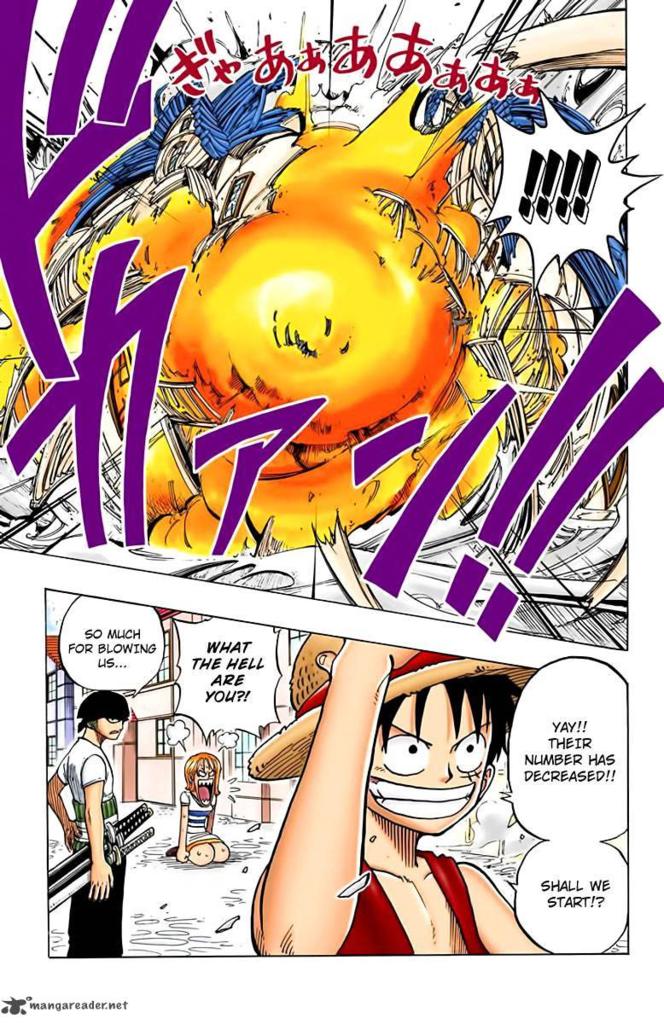 ぎゃああああぁぁぁ
!!!!
ドカァン!!!
SO MUCH
FOR BLOWING
US...
WHAT
THE HELL
ARE
YOU?!
YAY!!
THEIR
NUMBER HAS
DECREASED!!
SHALL WE
START!?
mangareader.net